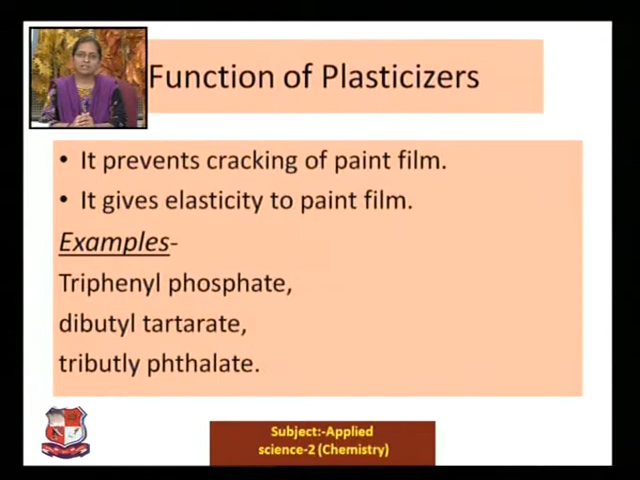 Function of Plasticizers
• It prevents cracking of paint film.
• It gives elasticity to paint film.
Examples-
Triphenyl phosphate,
dibutyl tartarate,
tributly phthalate.
Subject:-Applied
science-2 (Chemistry)